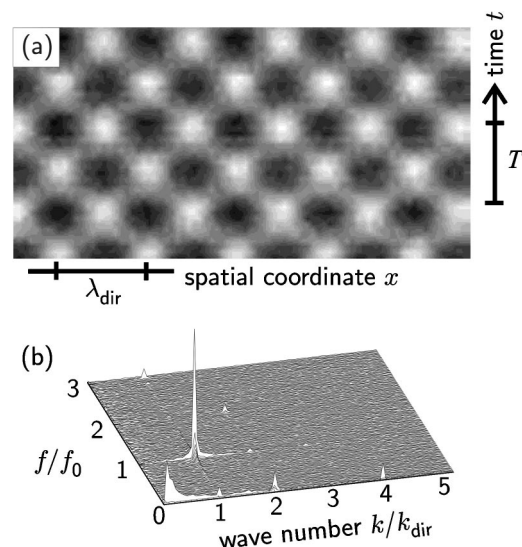 (a)
time t
T
λdir
spatial coordinate x
(b)
3
2
1
f/f0
0
1
2
3
4
5
wave number k/kdir